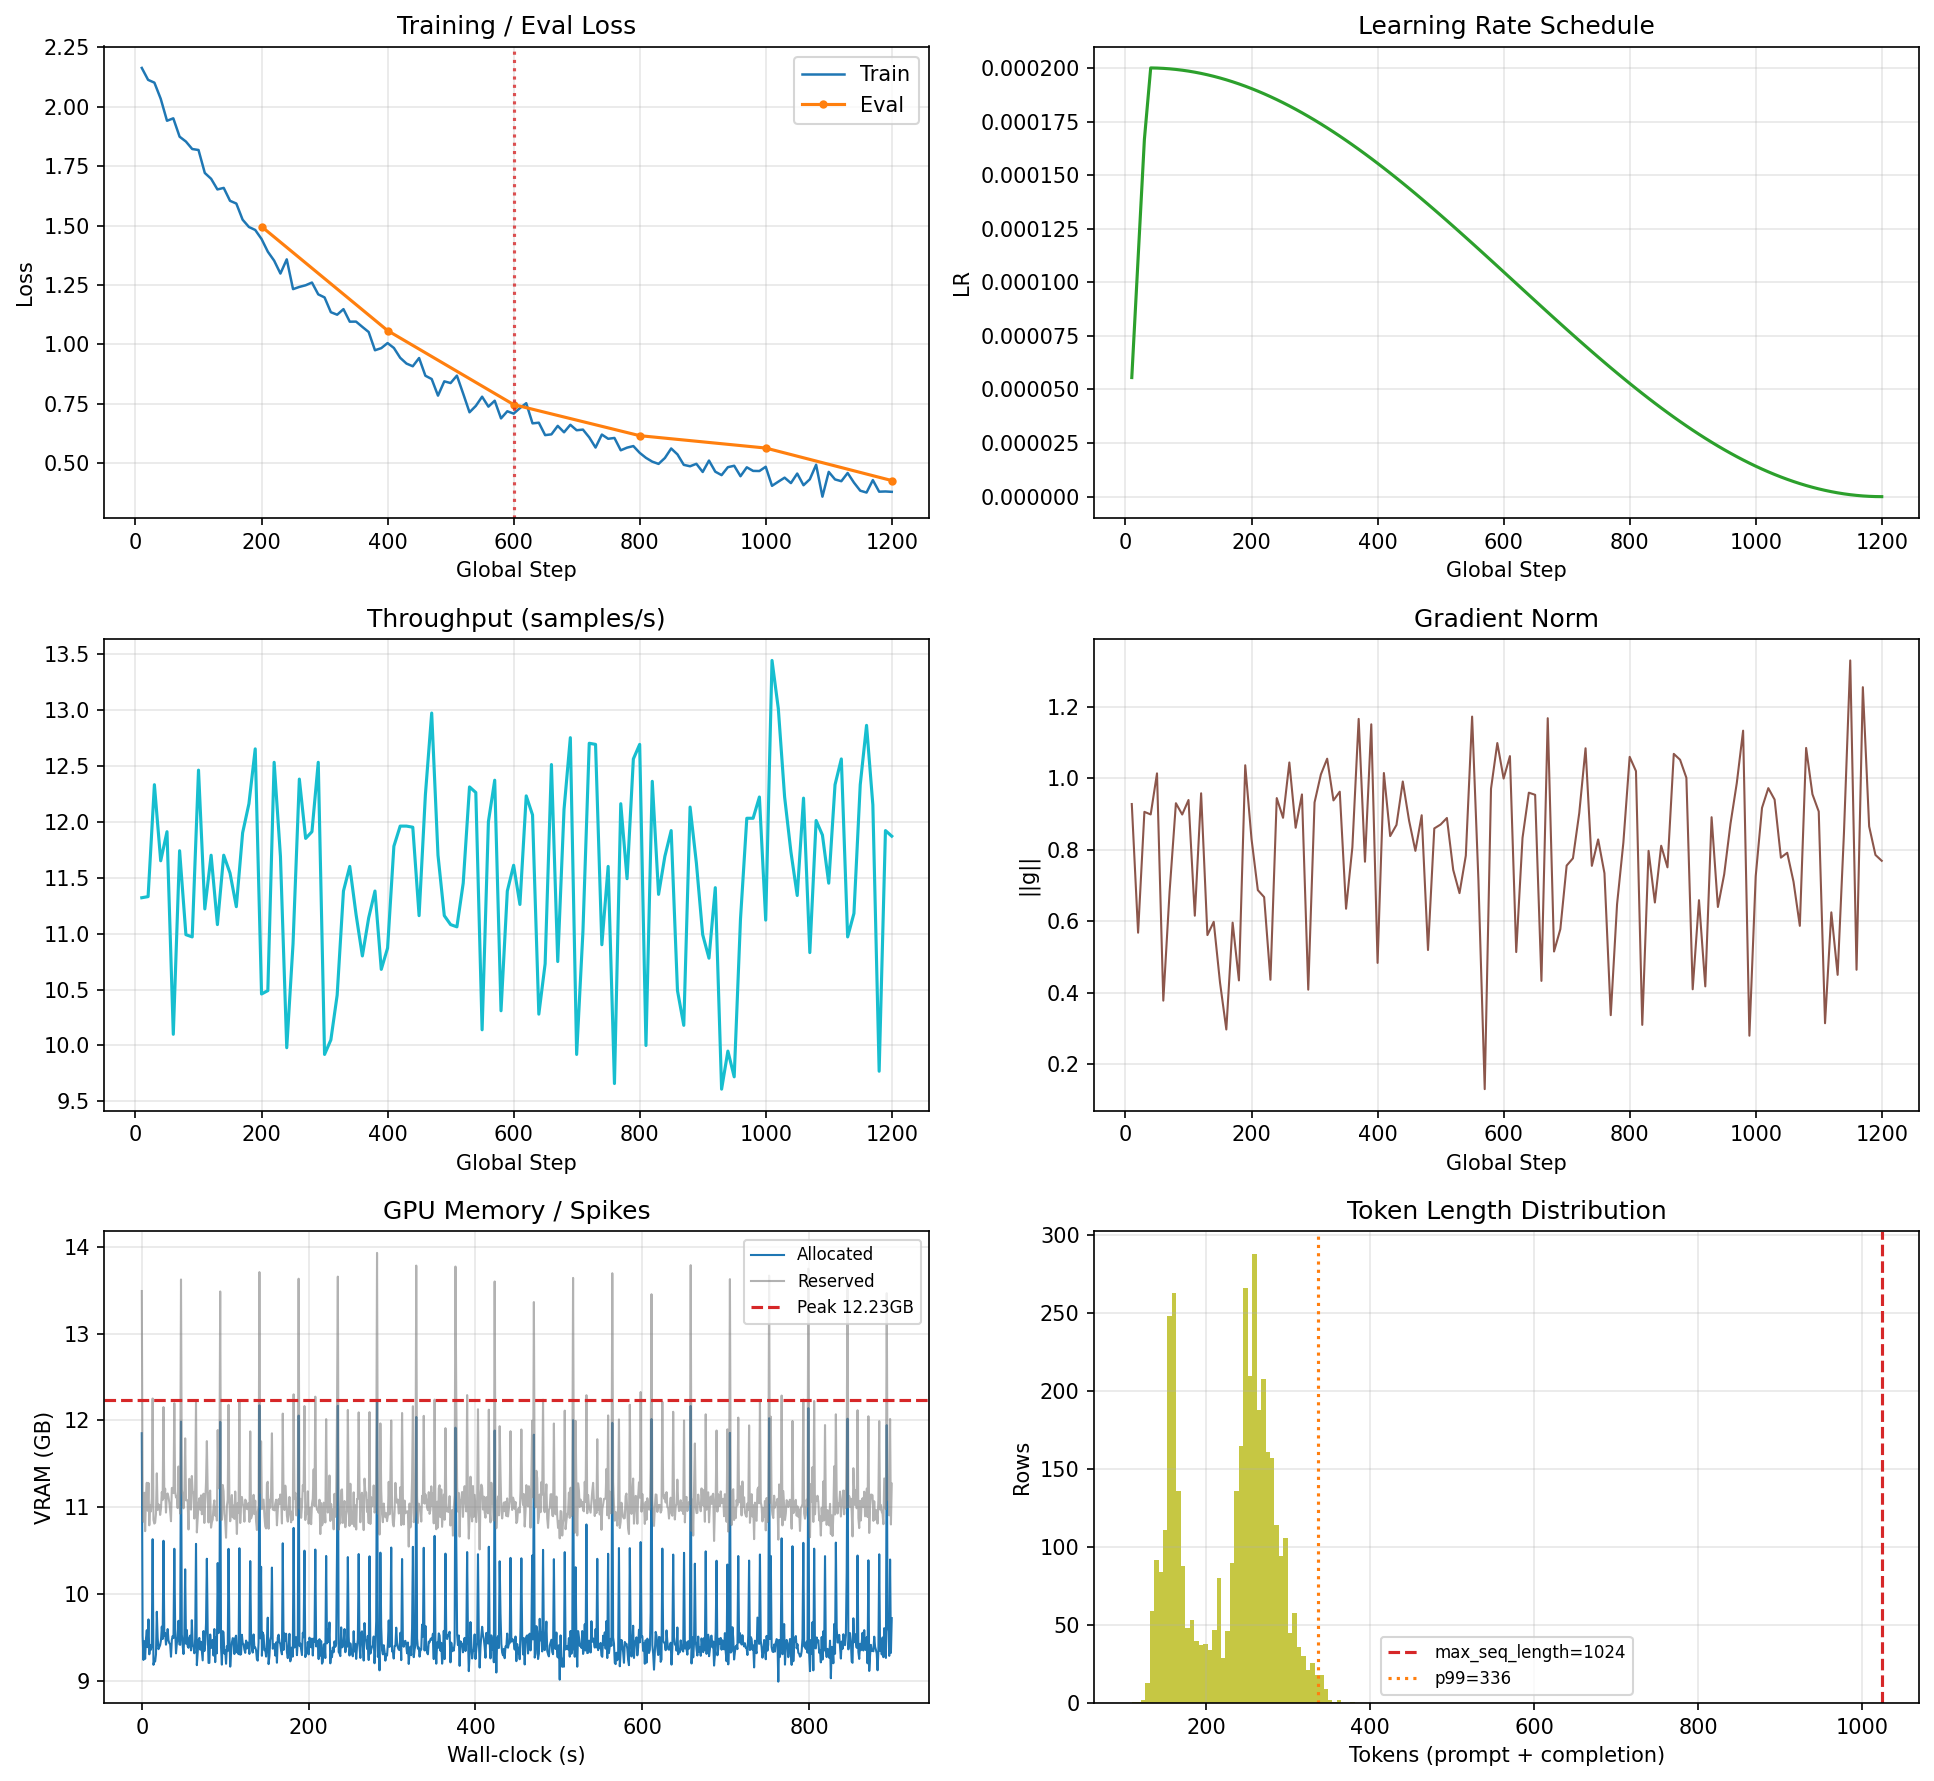 Training / Eval Loss
2.25
2.00
1.75
1.50
1.25
1.00
0.75
0.50
Loss
Train
Eval
0 200 400 600 800 1000 1200
Global Step
Learning Rate Schedule
0.000200
0.000175
0.000150
0.000125
0.000100
0.000075
0.000050
0.000025
0.000000
LR
0 200 400 600 800 1000 1200
Global Step
Throughput (samples/s)
13.5
13.0
12.5
12.0
11.5
11.0
10.5
10.0
9.5
0 200 400 600 800 1000 1200
Global Step
Gradient Norm
1.2
1.0
0.8
0.6
0.4
0.2
||g||
0 200 400 600 800 1000 1200
Global Step
GPU Memory / Spikes
14
13
12
11
10
9
VRAM (GB)
Allocated
Reserved
Peak 12.23GB
0 200 400 600 800
Wall-clock (s)
Token Length Distribution
300
250
200
150
100
50
0
Rows
max_seq_length=1024
p99=336
200 400 600 800 1000
Tokens (prompt + completion)